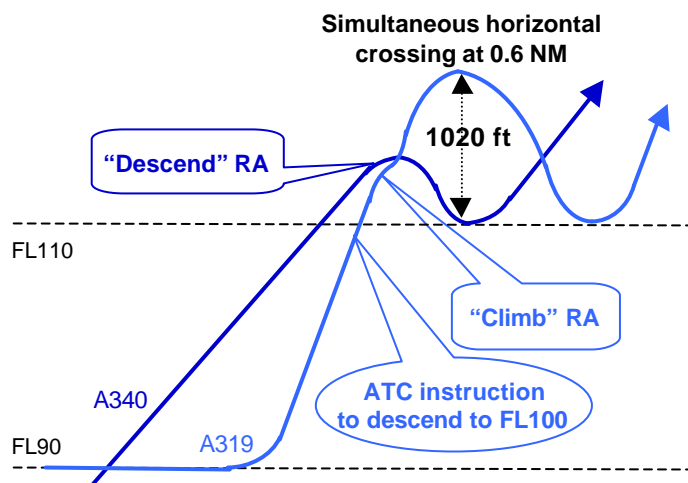 Simultaneous horizontal
crossing at 0.6 NM
1020 ft
“Descend” RA
FL110
“Climb” RA
ATC instruction
to descend to FL100
A340
A319
FL90